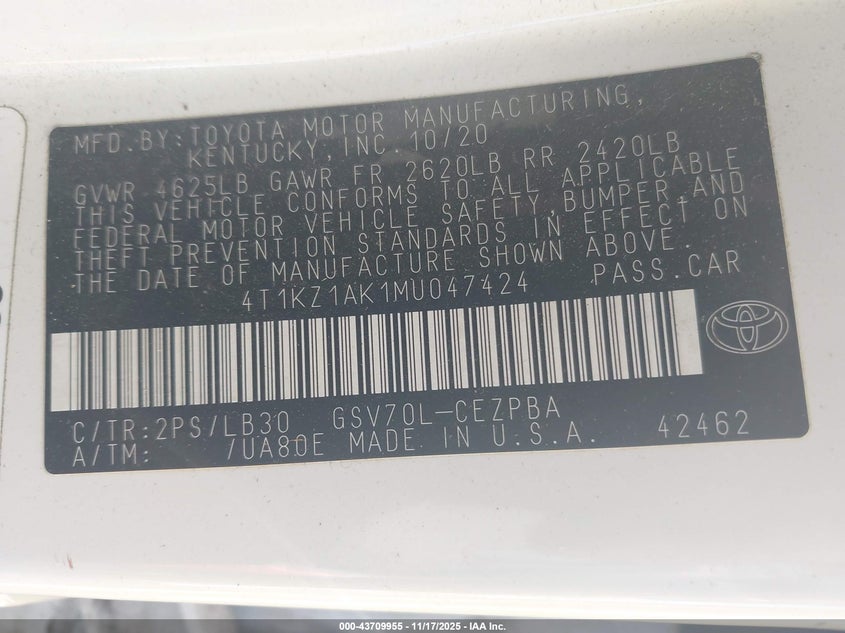 MFD.BY:TOYOTA MOTOR MANUFACTURING,
KENTUCKY,INC.10/20
GVWR 4625LB GAWR FR 2620LB RR 2420LB
THIS VEHICLE CONFORMS TO ALL APPLICABLE
FEDERAL MOTOR VEHICLE SAFETY,BUMPER,AND
THEFT PREVENTION STANDARDS IN EFFECT ON
THE DATE OF MANUFACTURE SHOWN ABOVE.
4T1KZ1AK1MU047424 PASS.CAR
C/TR:2PS/LB30 GSV70L-CEZPBA
A/TM: /UA80E MADE IN U.S.A. 42462
000-43709955 - 11/17/2025 - IAA Inc.